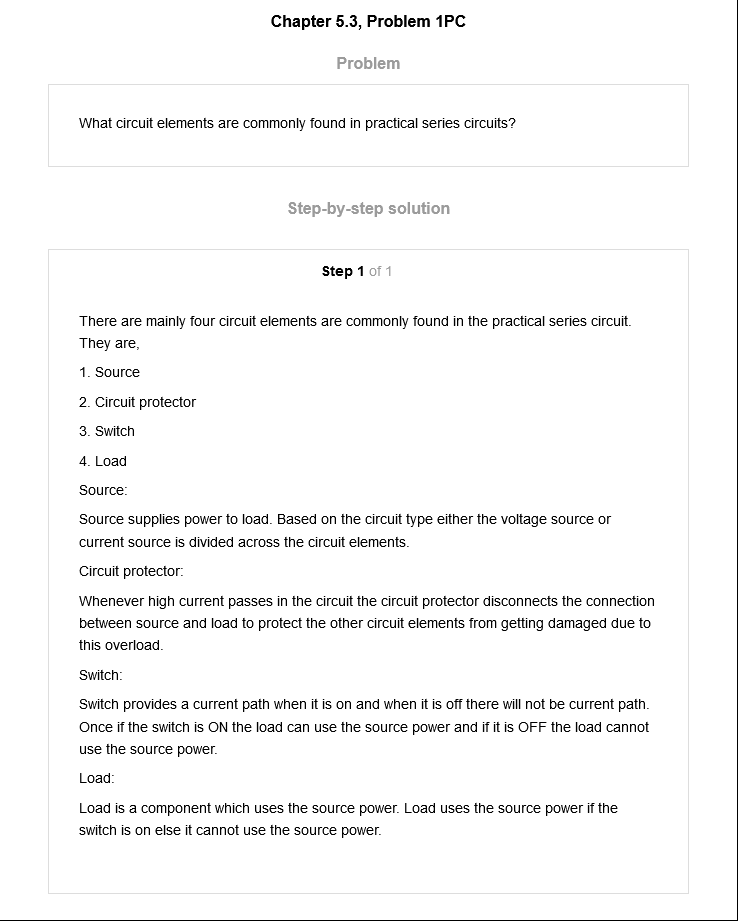 Chapter 5.3, Problem 1PC
Problem
What circuit elements are commonly found in practical series circuits?
Step-by-step solution
Step 1 of 1
There are mainly four circuit elements are commonly found in the practical series circuit.
They are,
1. Source
2. Circuit protector
3. Switch
4. Load
Source:
Source supplies power to load. Based on the circuit type either the voltage source or
current source is divided across the circuit elements.
Circuit protector:
Whenever high current passes in the circuit the circuit protector disconnects the connection
between source and load to protect the other circuit elements from getting damaged due to
this overload.
Switch:
Switch provides a current path when it is on and when it is off there will not be current path.
Once if the switch is ON the load can use the source power and if it is OFF the load cannot
use the source power.
Load:
Load is a component which uses the source power. Load uses the source power if the
switch is on else it cannot use the source power.